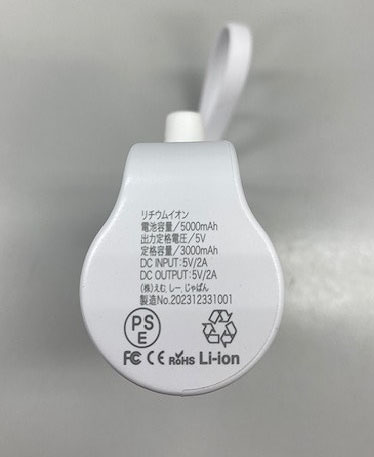 リチウムイオン
電池容量/5000mAh
出力定格電圧/5V
定格容量/3000mAh
DC INPUT:5V/2A
DC OUTPUT:5V/2A
(株)えむ.しー.じゃぱん
製造No.202312331001
PS
E
FC CE RoHS Li-ion